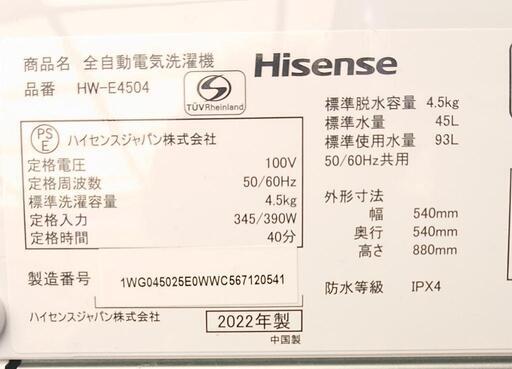 商品名 全自動電気洗濯機
品番 HW-E4504
S
TÜVRheinland
Hisense
PS
E
ハイセンスジャパン株式会社
定格電圧 100V
定格周波数 50/60Hz
標準洗濯容量 4.5kg
定格入力 345/390W
定格時間 40分
製造番号 1WG045025E0WWC567120541
ハイセンスジャパン株式会社 2022年製
中国製
標準脱水容量 4.5kg
標準水量 45L
標準使用水量 93L
50/60Hz共用
外形寸法
幅 540mm
奥行 540mm
高さ 880mm
防水等級 IPX4